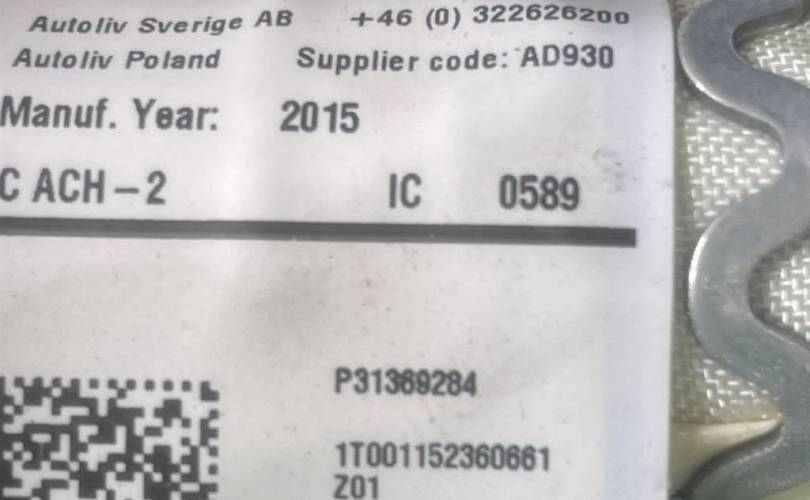 Autoliv Sverige AB +46 (0) 322626200
Autoliv Poland Supplier code: AD930
Manuf. Year: 2015
C ACH-2 IC 0589
P31369284
1T001152360661
Z01